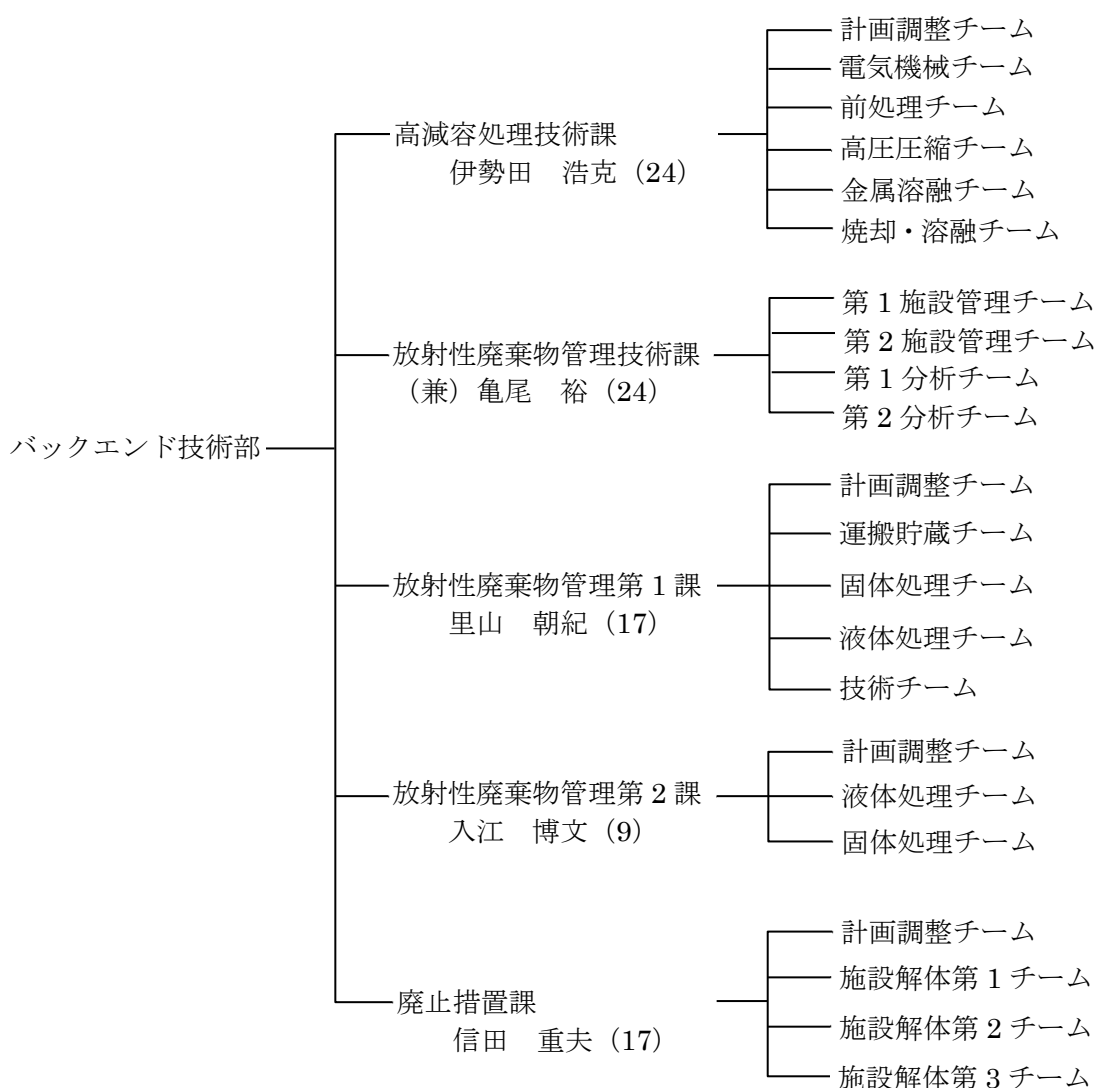 バックエンド技術部
高減容処理技術課
伊勢田 浩克（24）
計画調整チーム
電気機械チーム
前処理チーム
高圧圧縮チーム
金属溶融チーム
焼却・溶融チーム
放射性廃棄物管理技術課
（兼）亀尾 裕（24）
第 1 施設管理チーム
第 2 施設管理チーム
第 1 分析チーム
第 2 分析チーム
放射性廃棄物管理第 1 課
里山 朝紀（17）
計画調整チーム
運搬貯蔵チーム
固体処理チーム
液体処理チーム
技術チーム
放射性廃棄物管理第 2 課
入江 博文（9）
計画調整チーム
液体処理チーム
固体処理チーム
廃止措置課
信田 重夫（17）
計画調整チーム
施設解体第 1 チーム
施設解体第 2 チーム
施設解体第 3 チーム